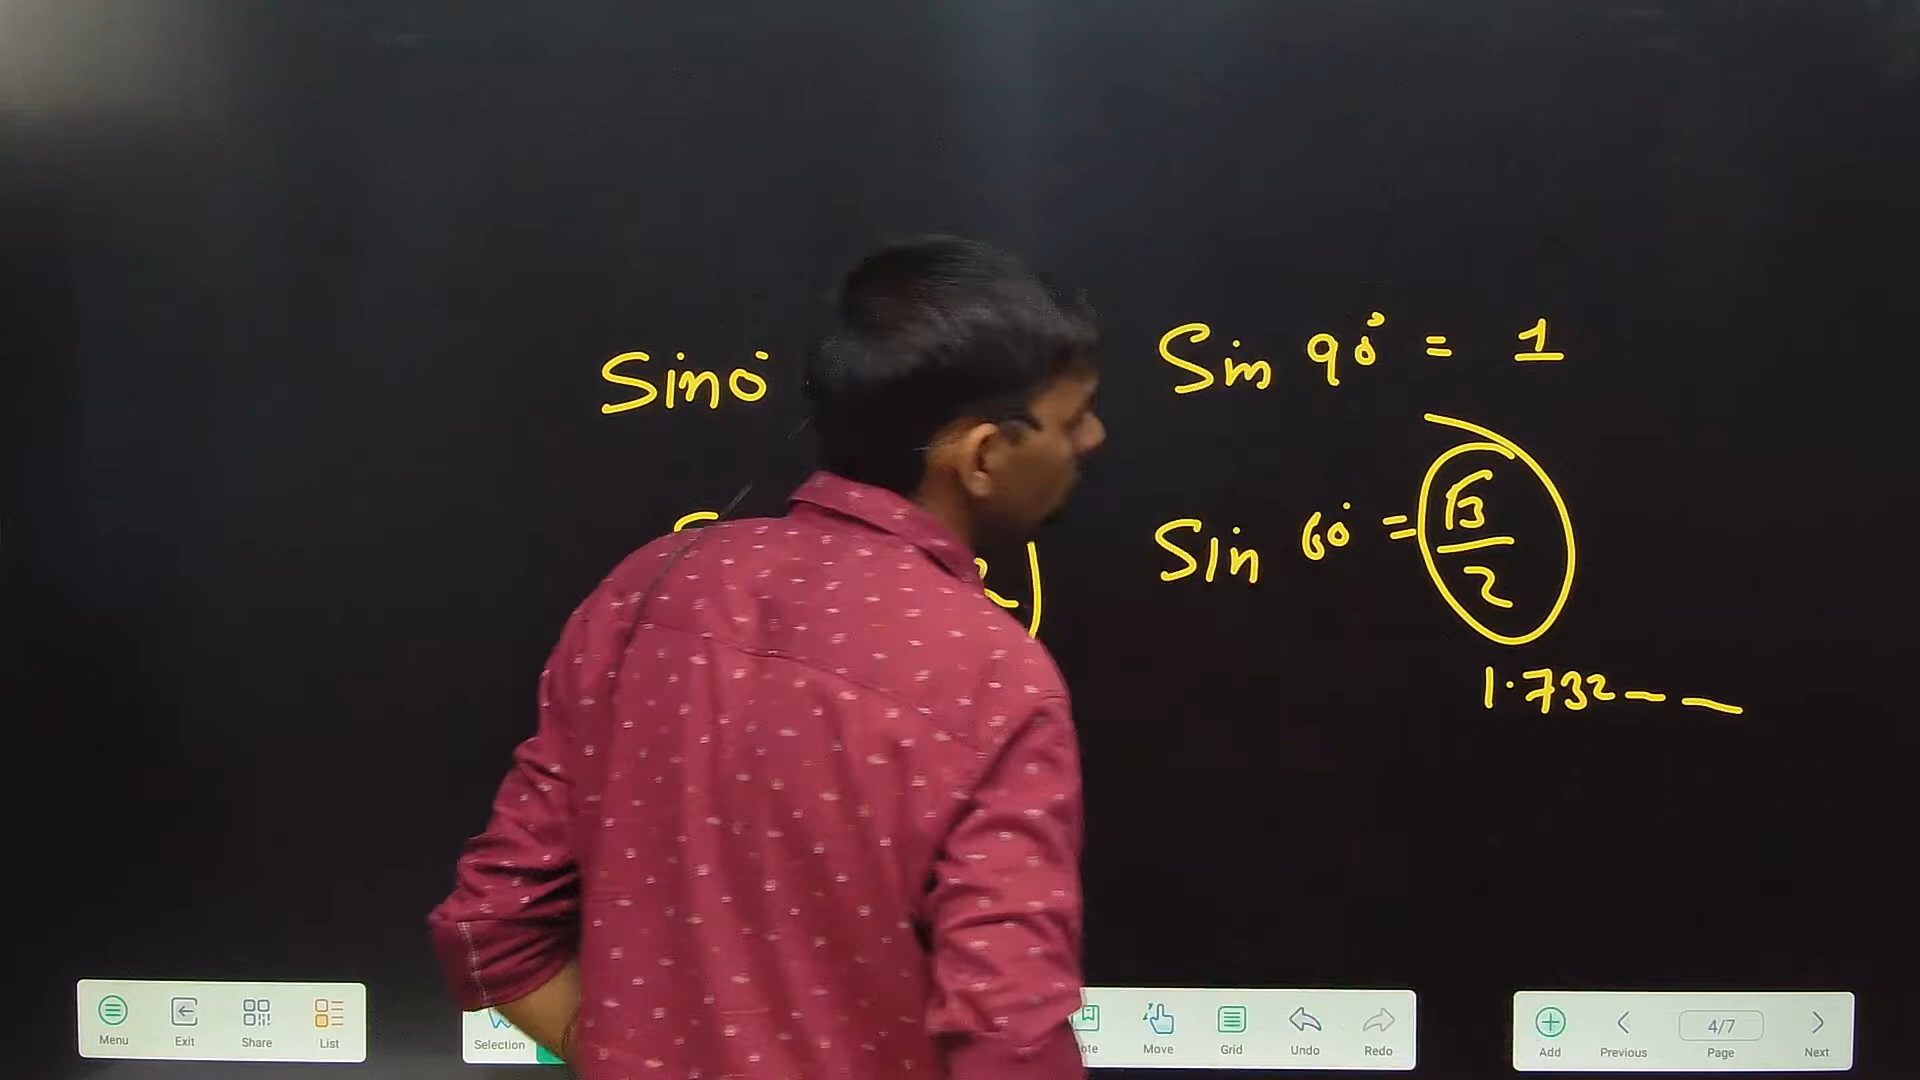 Sin0°
Sin 90° = 1
Sin 60° = √3/2
1.732 – –
Menu
Exit
Share
List
Selection
Move
Grid
Undo
Redo
Add
Previous
4/7
Page
Next